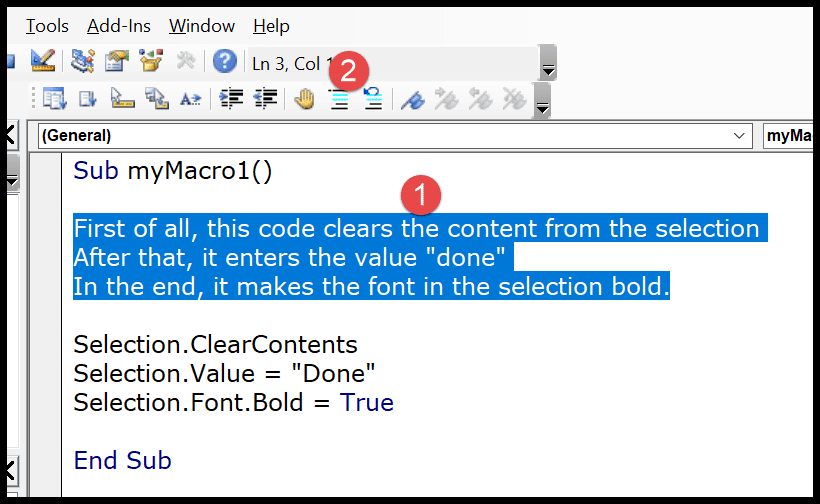 Tools Add-Ins Window Help
Ln 3, Col 1
2
(General)
myMa
Sub myMacro1()
1
First of all, this code clears the content from the selection
After that, it enters the value "done"
In the end, it makes the font in the selection bold.
Selection.ClearContents
Selection.Value = "Done"
Selection.Font.Bold = True
End Sub